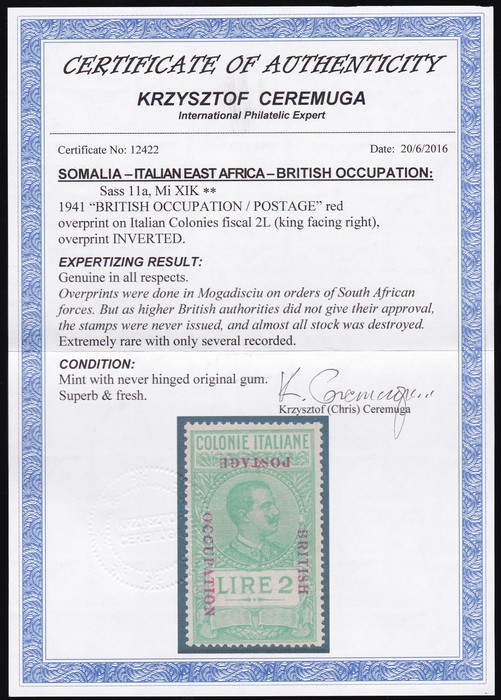 CERTIFICATE OF AUTHENTICITY
KRZYSZTOF CEREMUGA
International Philatelic Expert
Certificate No: 12422 Date: 20/6/2016
SOMALIA – ITALIAN EAST AFRICA – BRITISH OCCUPATION:
Sass 11a, Mi XIK **
1941 “BRITISH OCCUPATION / POSTAGE” red
overprint on Italian Colonies fiscal 2L (king facing right),
overprint INVERTED.
EXPERTIZING RESULT:
Genuine in all respects.
Overprints were done in Mogadisciu on orders of South African
forces. But as higher British authorities did not give their approval,
the stamps were never issued, and almost all stock was destroyed.
Extremely rare with only several recorded.
CONDITION:
Mint with never hinged original gum.
Superb & fresh.
K. Ceremuga
Krzysztof (Chris) Ceremuga
COLONIE ITALIANE
POSTAGE
OCCUPATION
BRITISH
LIRE 2